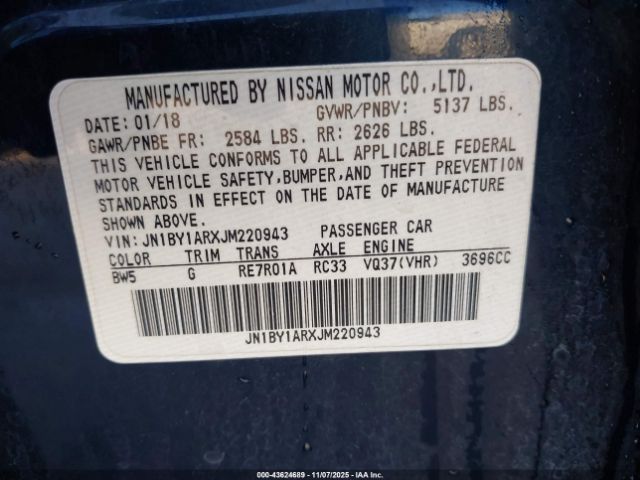 MANUFACTURED BY NISSAN MOTOR CO.,LTD.
DATE: 01/18 GVWR/PNBV: 5137 LBS.
GAWR/PNBE FR: 2584 LBS. RR: 2626 LBS.
THIS VEHICLE CONFORMS TO ALL APPLICABLE FEDERAL
MOTOR VEHICLE SAFETY,BUMPER,AND THEFT PREVENTION
STANDARDS IN EFFECT ON THE DATE OF MANUFACTURE
SHOWN ABOVE.
VIN: JN1BY1ARXJM220943 PASSENGER CAR
COLOR TRIM TRANS AXLE ENGINE
BW5 G RE7R01A RC33 VQ37(VHR) 3696CC
JN1BY1ARXJM220943
000-43624689 - 11/07/2025 - IAA Inc.